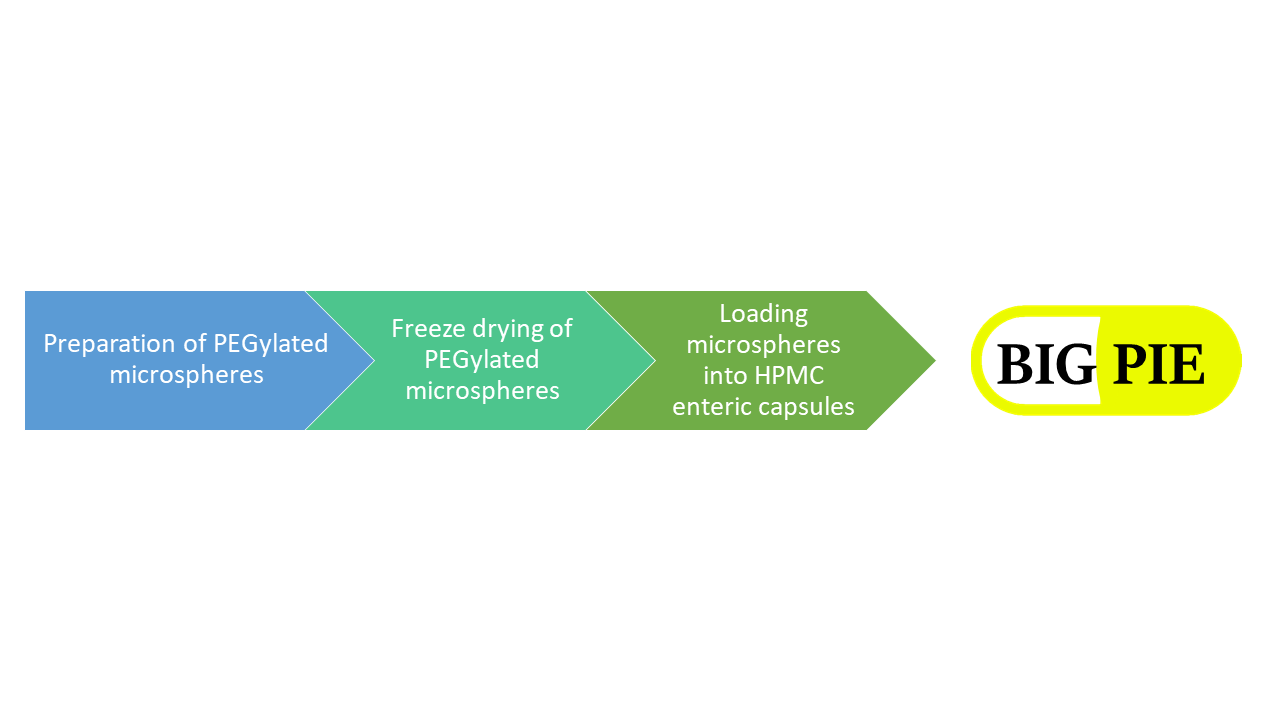 Preparation of PEGylated
microspheres
Freeze drying of
PEGylated
microspheres
Loading
microspheres
into HPMC
enteric capsules
BIG PIE